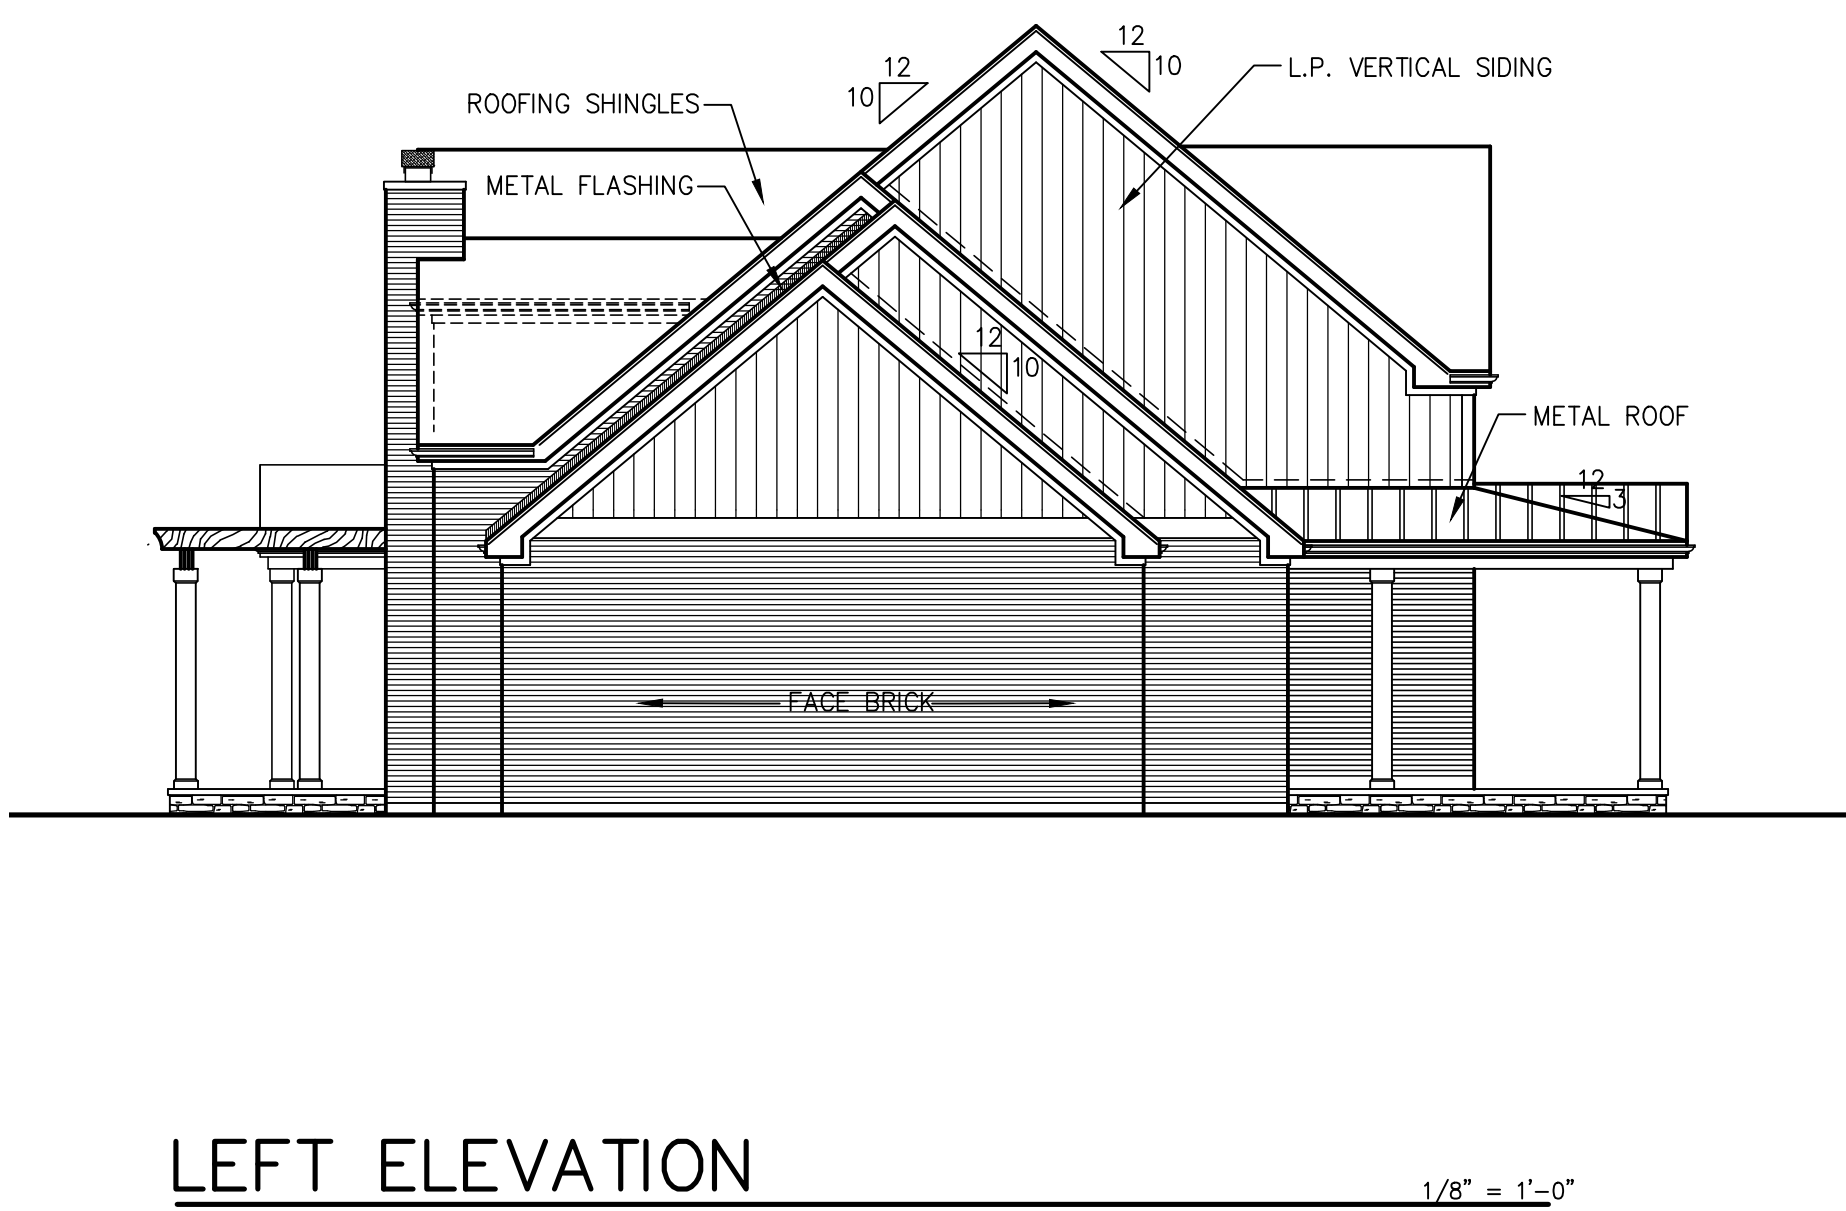 12
10
L.P. VERTICAL SIDING
12
10
ROOFING SHINGLES
METAL FLASHING
12
10
METAL ROOF
12
3
FACE BRICK
LEFT ELEVATION
1/8" = 1'-0"